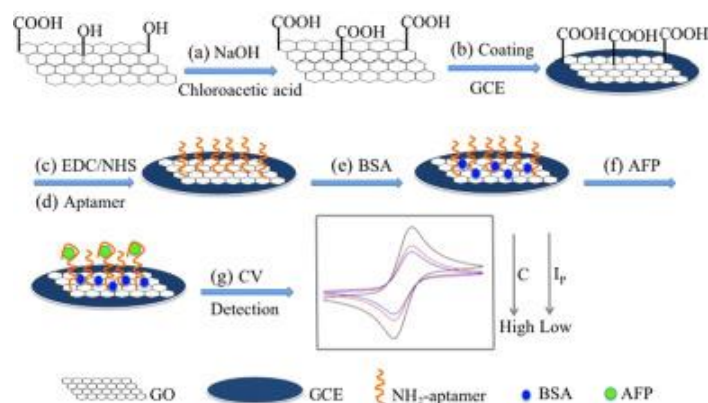 COOH
OH
OH
(a) NaOH
Chloroacetic acid
COOH
COOH
COOH
(b) Coating
GCE
COOH
COOH
COOH
(c) EDC/NHS
(d) Aptamer
(e) BSA
(f) AFP
(g) CV
Detection
C
Iₚ
High Low
GO
GCE
NH₂-aptamer
BSA
AFP